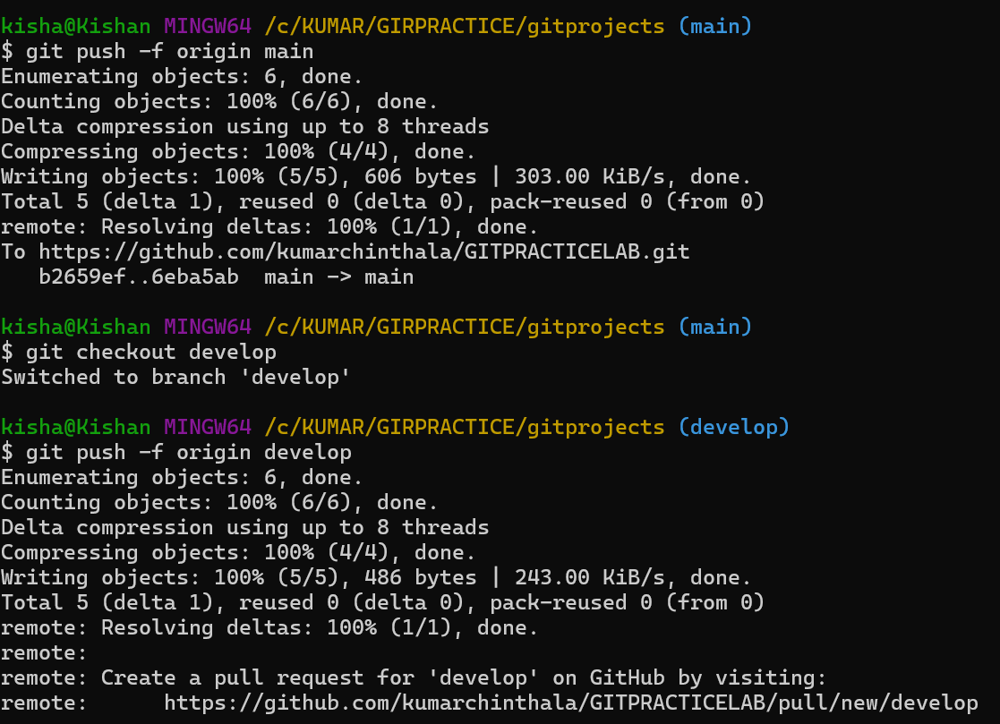 kisha@Kishan MINGW64 /c/KUMAR/GIRPRACTICE/gitprojects (main)
$ git push -f origin main
Enumerating objects: 6, done.
Counting objects: 100% (6/6), done.
Delta compression using up to 8 threads
Compressing objects: 100% (4/4), done.
Writing objects: 100% (5/5), 606 bytes | 303.00 KiB/s, done.
Total 5 (delta 1), reused 0 (delta 0), pack-reused 0 (from 0)
remote: Resolving deltas: 100% (1/1), done.
To https://github.com/kumarchinthala/GITPRACTICELAB.git
   b2659ef..6eba5ab  main -> main

kisha@Kishan MINGW64 /c/KUMAR/GIRPRACTICE/gitprojects (main)
$ git checkout develop
Switched to branch 'develop'

kisha@Kishan MINGW64 /c/KUMAR/GIRPRACTICE/gitprojects (develop)
$ git push -f origin develop
Enumerating objects: 6, done.
Counting objects: 100% (6/6), done.
Delta compression using up to 8 threads
Compressing objects: 100% (4/4), done.
Writing objects: 100% (5/5), 486 bytes | 243.00 KiB/s, done.
Total 5 (delta 1), reused 0 (delta 0), pack-reused 0 (from 0)
remote: Resolving deltas: 100% (1/1), done.
remote:
remote: Create a pull request for 'develop' on GitHub by visiting:
remote:      https://github.com/kumarchinthala/GITPRACTICELAB/pull/new/develop